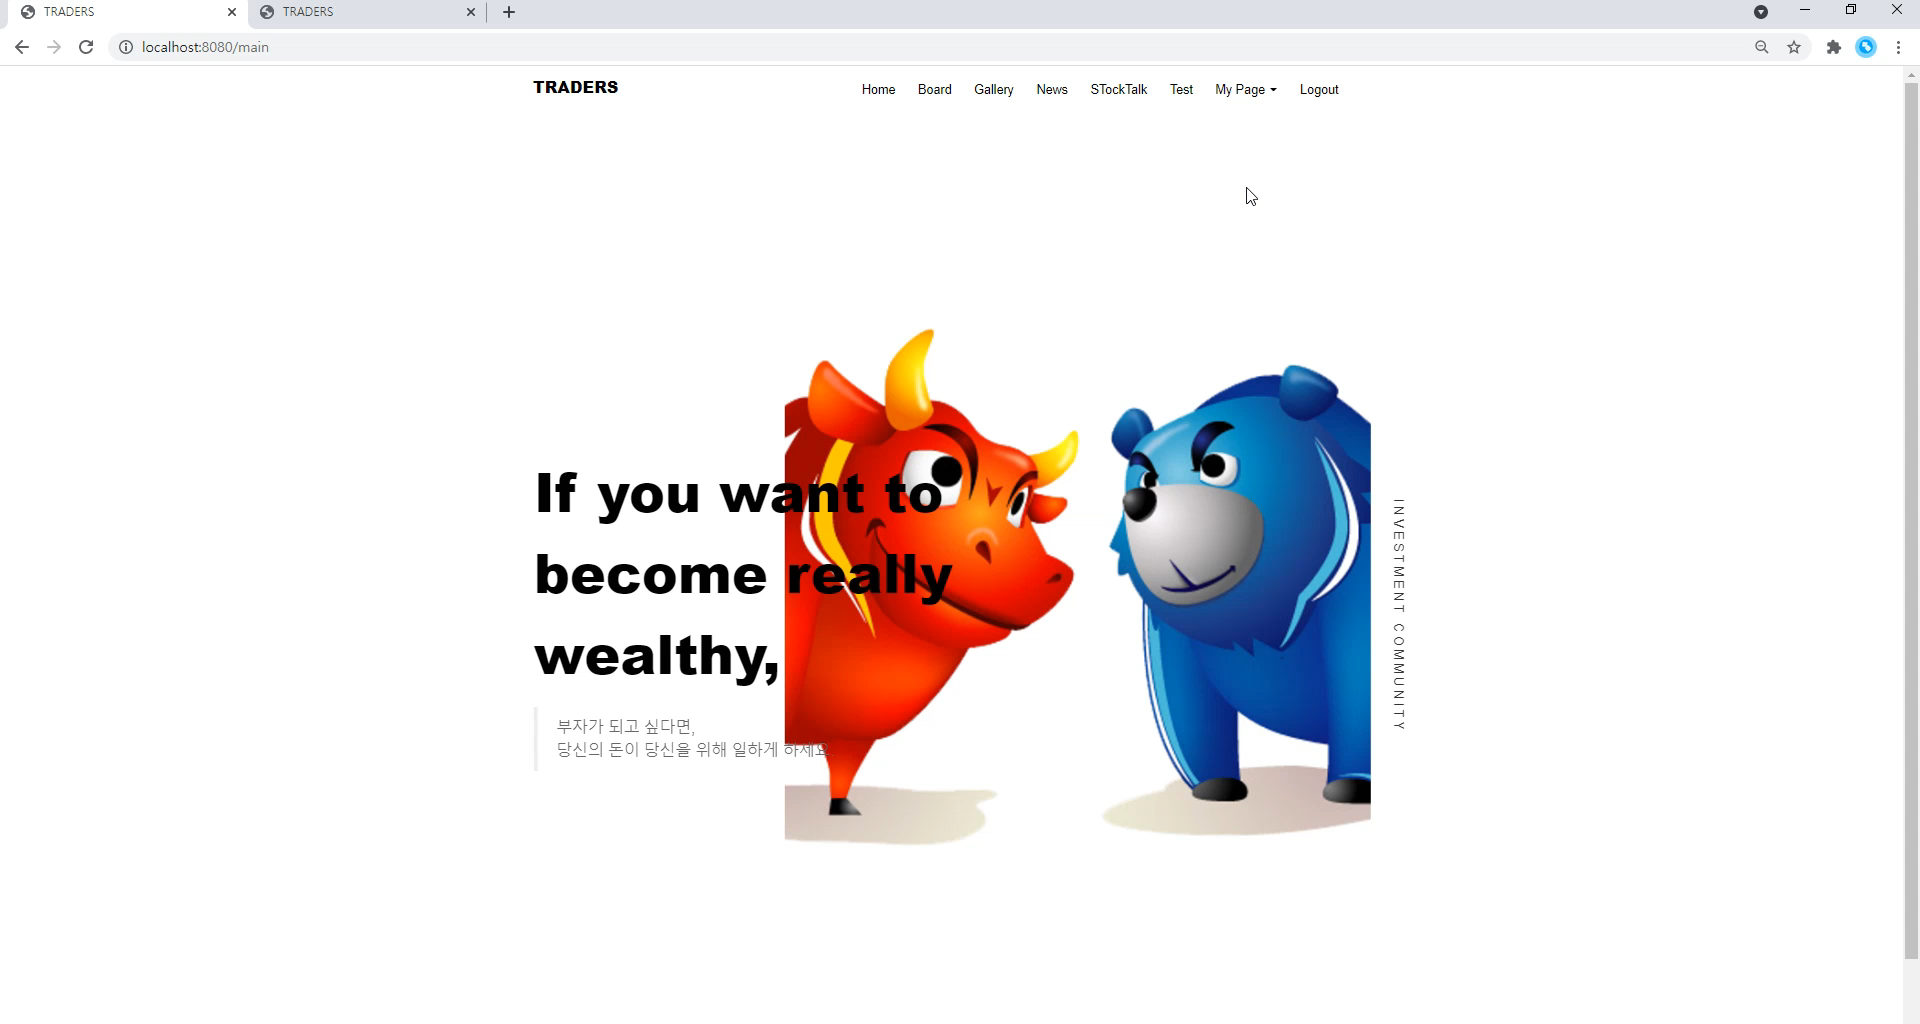 TRADERS
TRADERS
localhost:8080/main
TRADERS
Home Board Gallery News STockTalk Test My Page Logout
If you want to
become really
wealthy,
부자가 되고 싶다면,
당신의 돈이 당신을 위해 일하게 하세요
INVESTMENT COMMUNITY